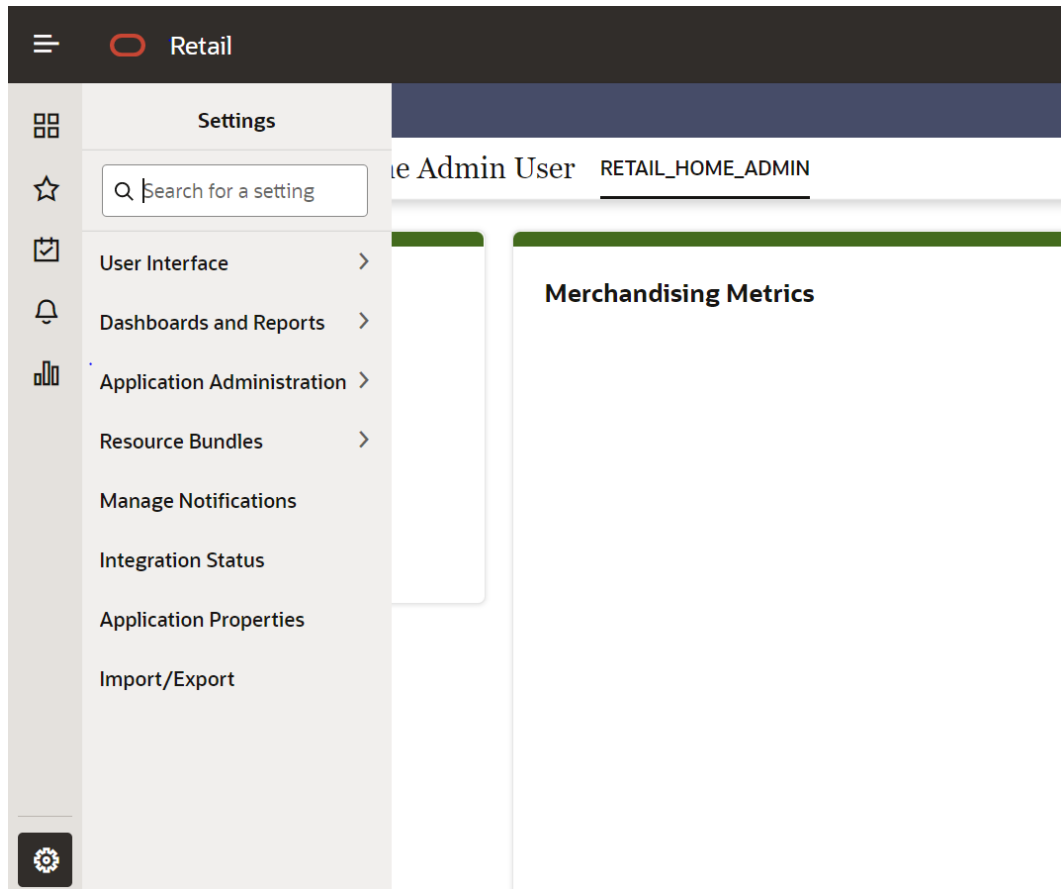 Retail
Settings
Search for a setting
e Admin User RETAIL_HOME_ADMIN
User Interface
Dashboards and Reports
Application Administration
Resource Bundles
Manage Notifications
Integration Status
Application Properties
Import/Export
Merchandising Metrics